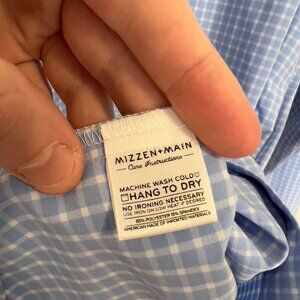 MIZZEN+MAIN
Care Instructions
MACHINE WASH COLD
HANG TO DRY
NO IRONING NECESSARY
USE IRON ON LOW HEAT IF DESIRED
85% POLYESTER 15% SPANDEX
AMERICAN MADE OF IMPORTED MATERIALS